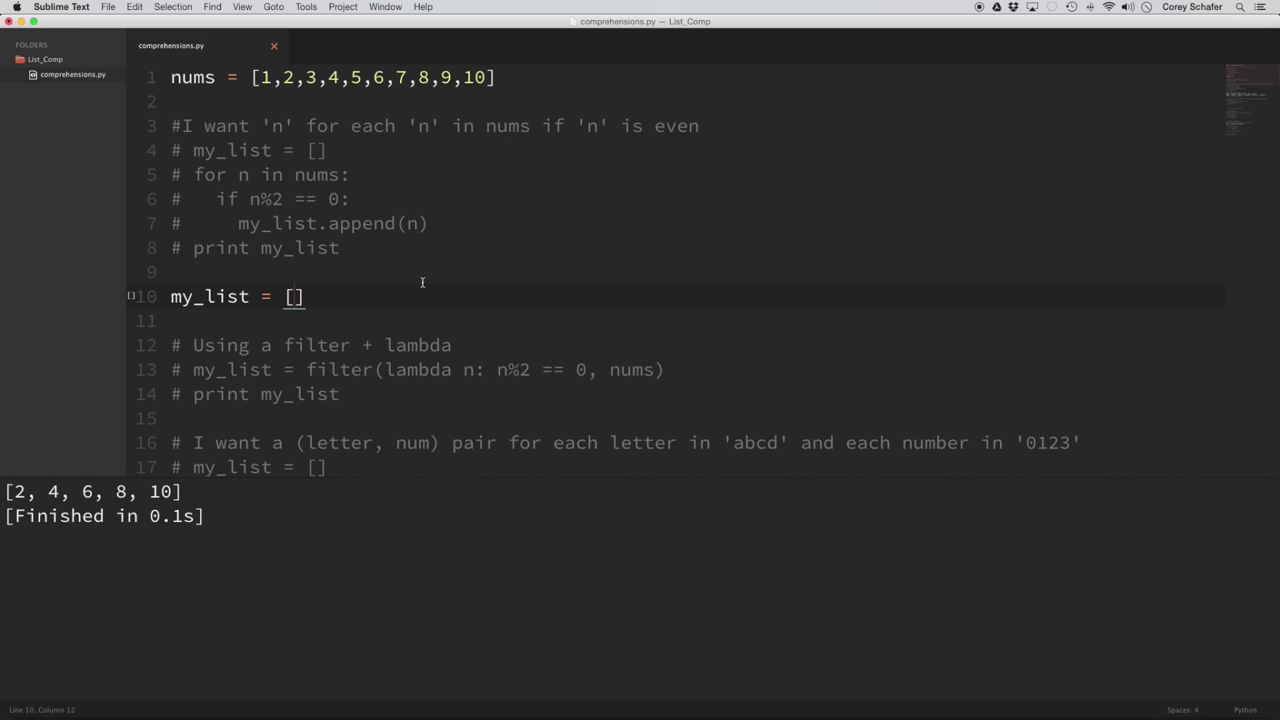 Sublime Text File Edit Selection Find View Goto Tools Project Window Help Corey Schafer
comprehensions.py — List_Comp
FOLDERS
List_Comp
comprehensions.py
comprehensions.py
1 nums = [1,2,3,4,5,6,7,8,9,10]
2
3 #I want 'n' for each 'n' in nums if 'n' is even
4 # my_list = []
5 # for n in nums:
6 #   if n%2 == 0:
7 #     my_list.append(n)
8 # print my_list
9
10 my_list = []
11
12 # Using a filter + lambda
13 # my_list = filter(lambda n: n%2 == 0, nums)
14 # print my_list
15
16 # I want a (letter, num) pair for each letter in 'abcd' and each number in '0123'
17 # my_list = []
[2, 4, 6, 8, 10]
[Finished in 0.1s]
Line 10, Column 12 Spaces: 4 Python